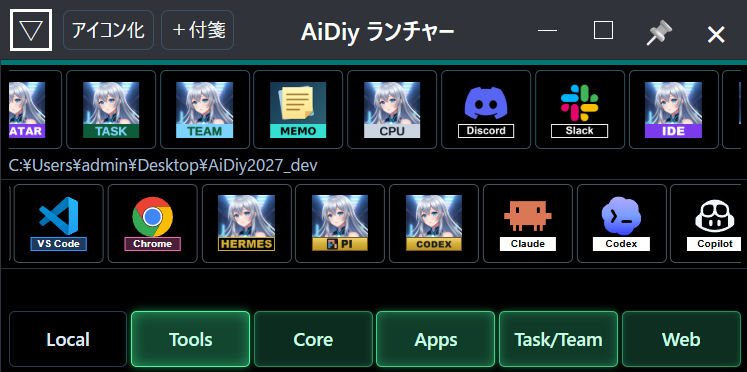 ▽ アイコン化 ＋付箋 AiDiy ランチャー
ATAR TASK TEAM MEMO CPU Discord Slack IDE
C:¥Users¥admin¥Desktop¥AiDiy2027_dev
VS Code Chrome HERMES PI CODEX Claude Codex Copilot
Local Tools Core Apps Task/Team Web